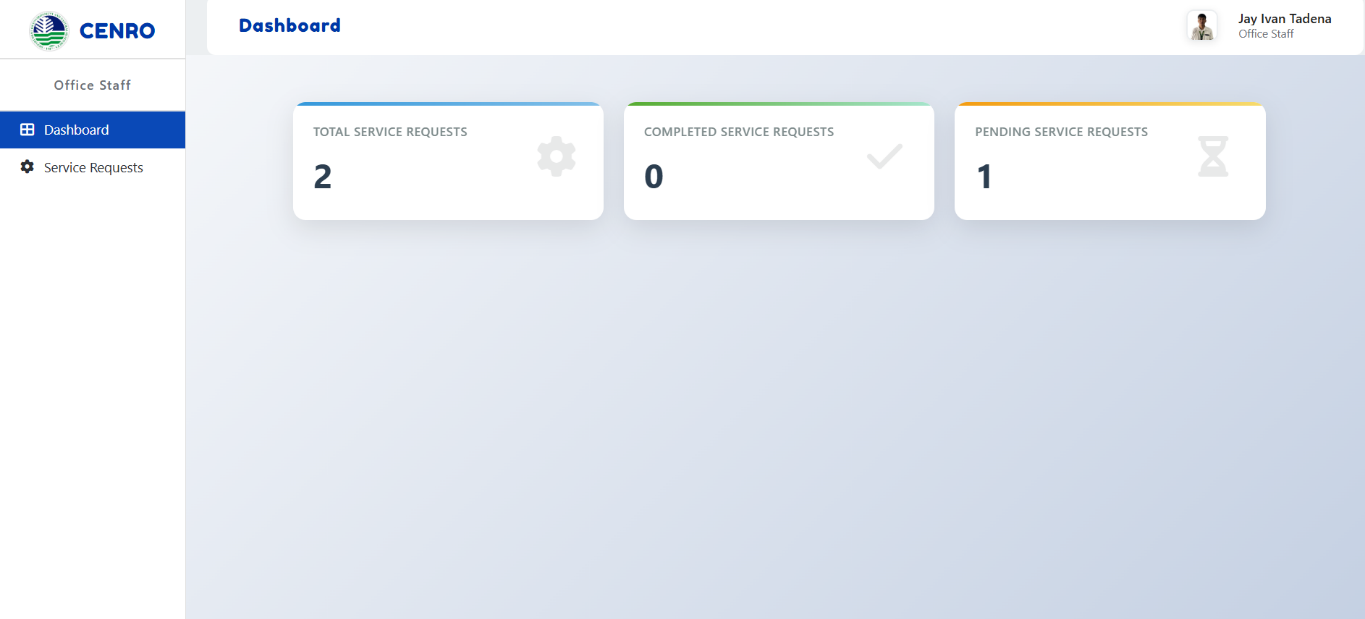 CENRO
Office Staff
Dashboard
Service Requests
Dashboard
Jay Ivan Tadena
Office Staff
TOTAL SERVICE REQUESTS
2
COMPLETED SERVICE REQUESTS
0
PENDING SERVICE REQUESTS
1